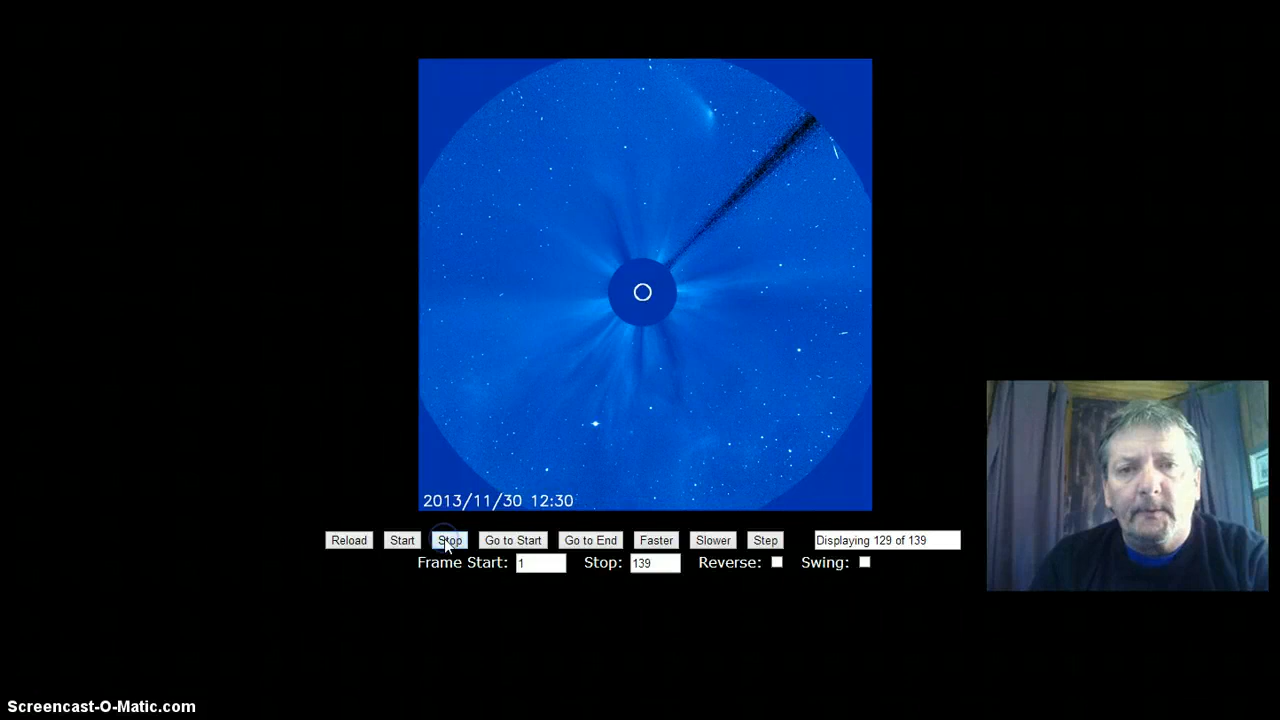 2013/11/30 12:30
Reload Start Stop Go to Start Go to End Faster Slower Step Displaying 129 of 139
Frame Start: 1 Stop: 139 Reverse: Swing:
Screencast-O-Matic.com